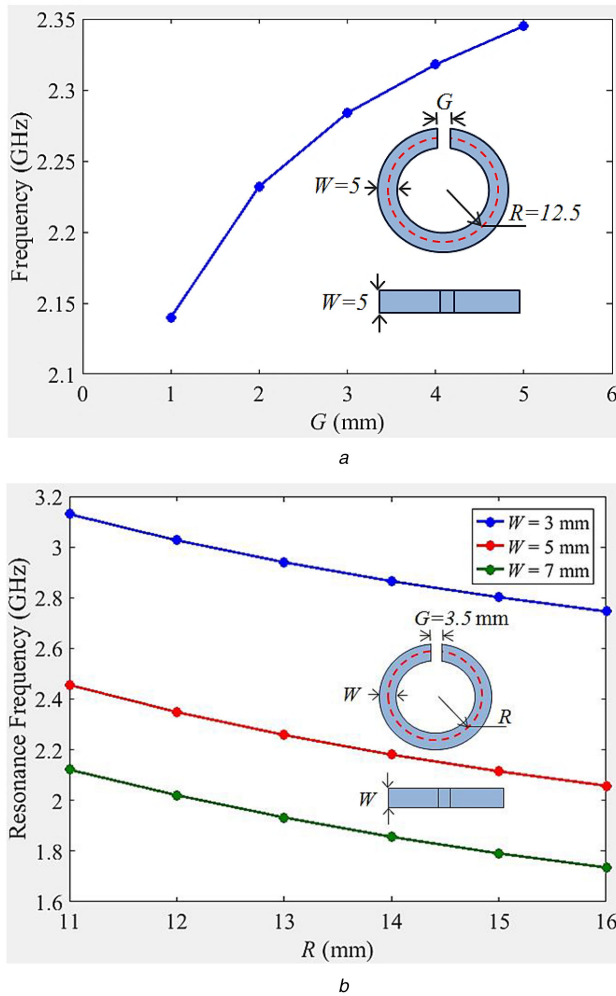 2.35
2.3
2.25
2.2
2.15
2.1
0 1 2 3 4 5 6
Frequency (GHz)
G (mm)
G
W=5
R=12.5
W=5
a
3.2
3
2.8
2.6
2.4
2.2
2
1.8
1.6
11 12 13 14 15 16
Resonance Frequency (GHz)
R (mm)
W = 3 mm
W = 5 mm
W = 7 mm
G=3.5 mm
W
R
W
b